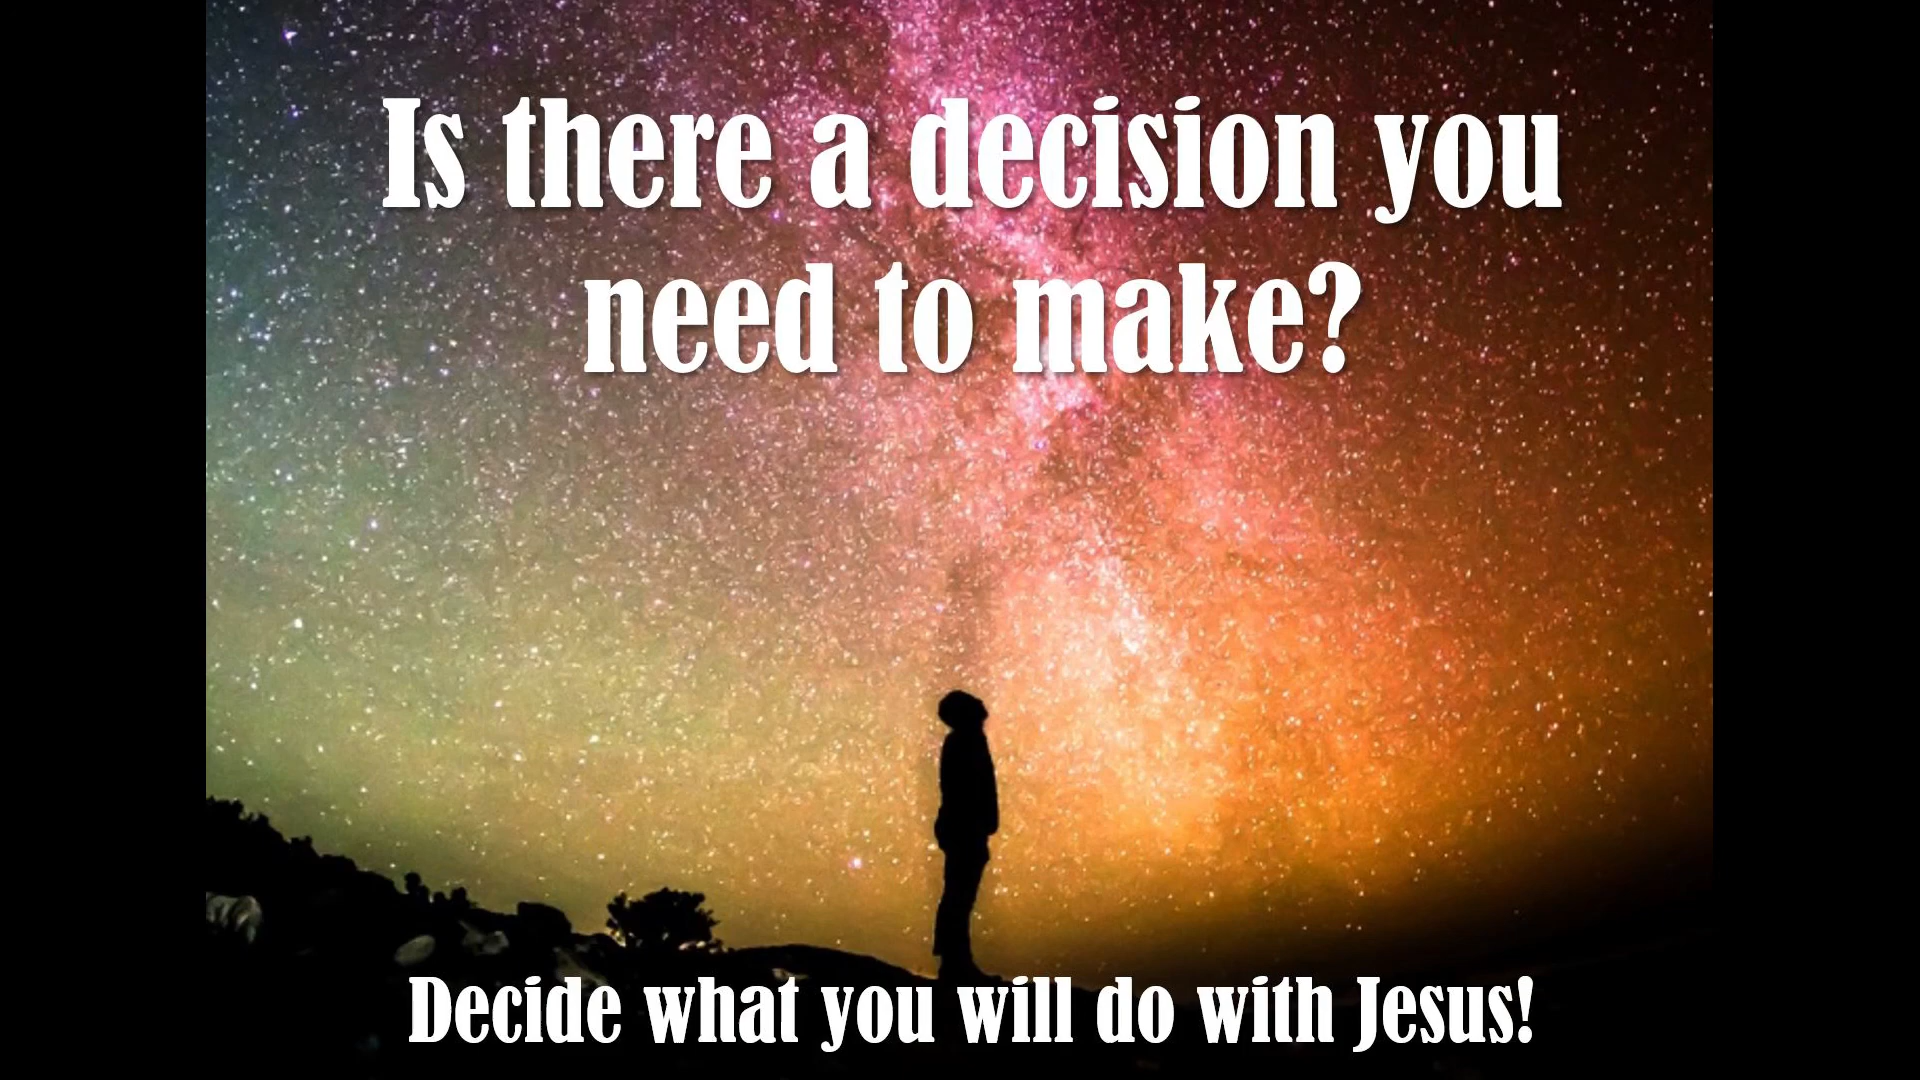 Is there a decision you
need to make?
Decide what you will do with Jesus!